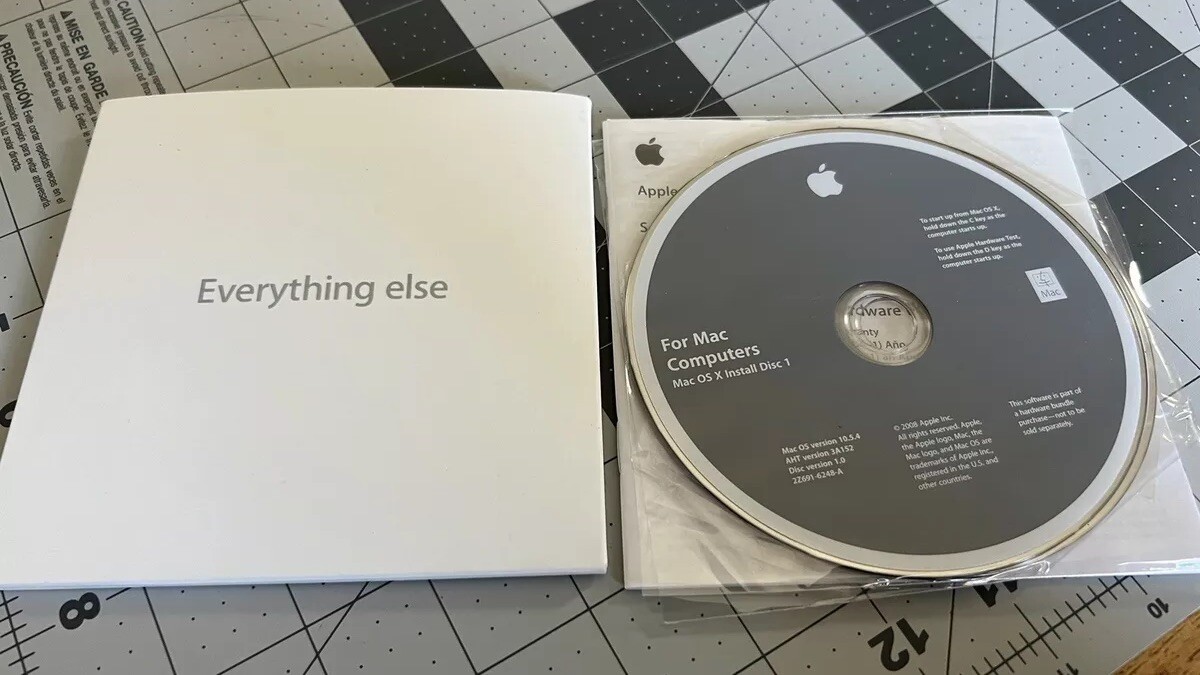 CAUTION
MISE EN GARDE
PRECAUCIÓN
Everything else
Apple
To start up from Mac OS X,
hold down the C key as the
computer starts up.
To use Apple Hardware Test,
hold down the D key as the
computer starts up.
Mac
rdware
nty
1) Año
For Mac
Computers
Mac OS X Install Disc 1
Mac OS version 10.5.4
AHT version 3A152
Disc version 1.0
2Z691-6248-A
© 2008 Apple Inc.
All rights reserved. Apple,
the Apple logo, Mac, the
Mac logo, and Mac OS are
trademarks of Apple Inc.,
registered in the U.S. and
other countries.
This software is part of
a hardware bundle
purchase—not to be
sold separately.
8
12
11
10